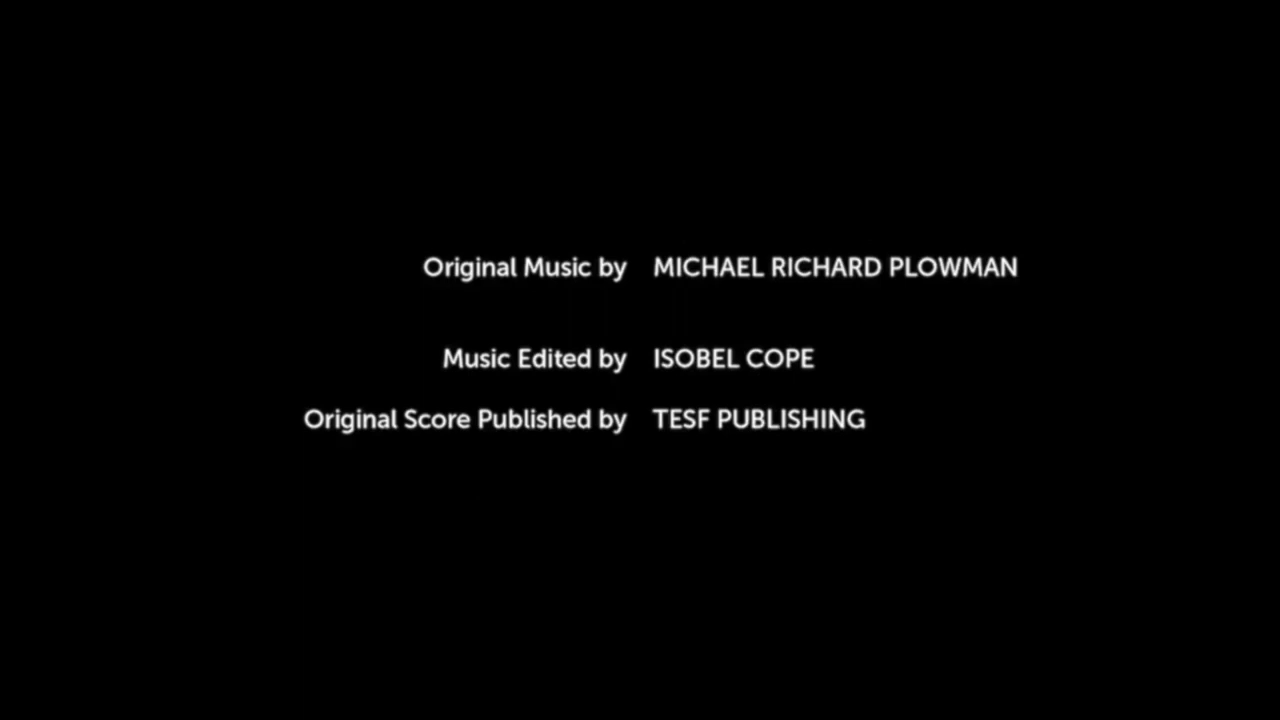 Original Music by MICHAEL RICHARD PLOWMAN
Music Edited by ISOBEL COPE
Original Score Published by TESF PUBLISHING